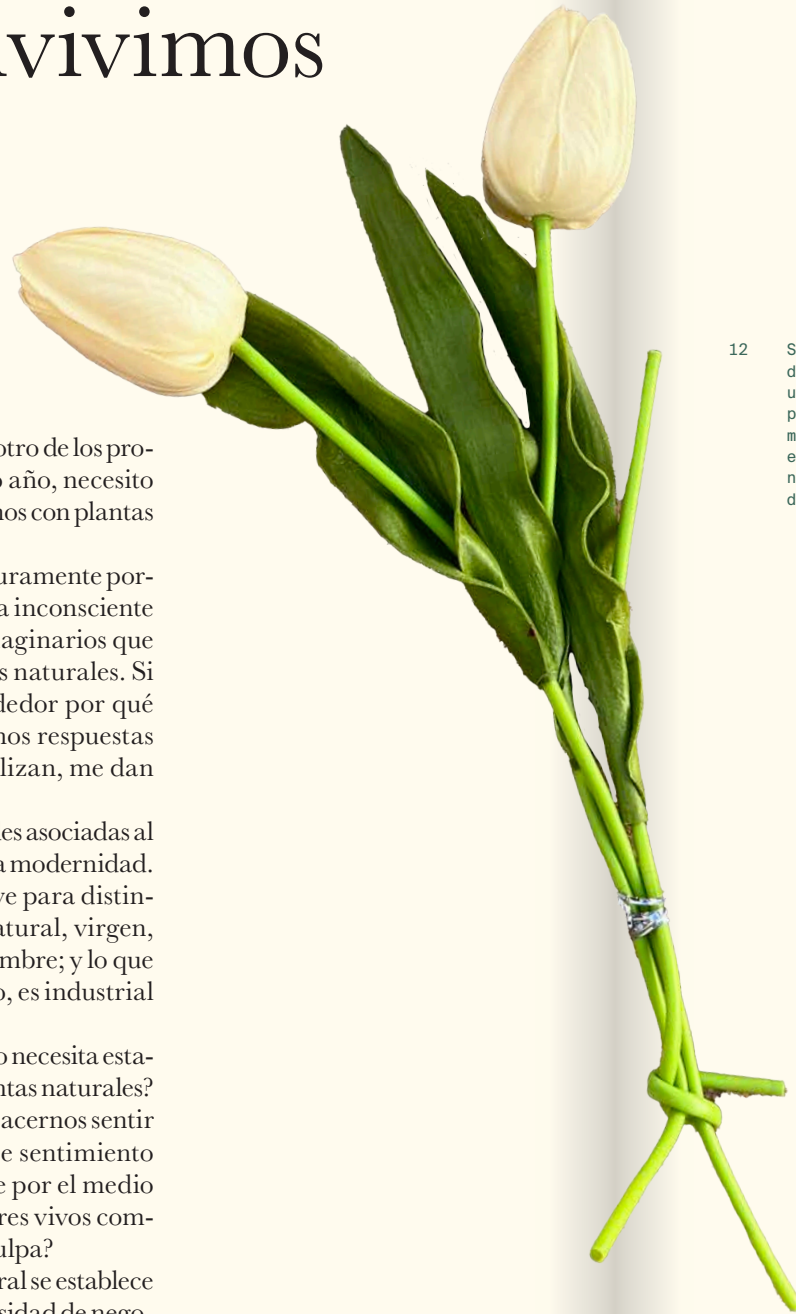 vivimos
otro de los pro-
año, necesito
nos con plantas
uramente por-
a inconsciente
aginarios que
s naturales. Si
dedor por qué
nos respuestas
lizan, me dan
es asociadas al
a modernidad.
ve para distin-
atural, virgen,
mbre; y lo que
o, es industrial
o necesita esta-
ntas naturales?
acernos sentir
e sentimiento
e por el medio
res vivos com-
ulpa?
ral se establece
sidad de nego-
12 S
d
u
p
m
e
n
d